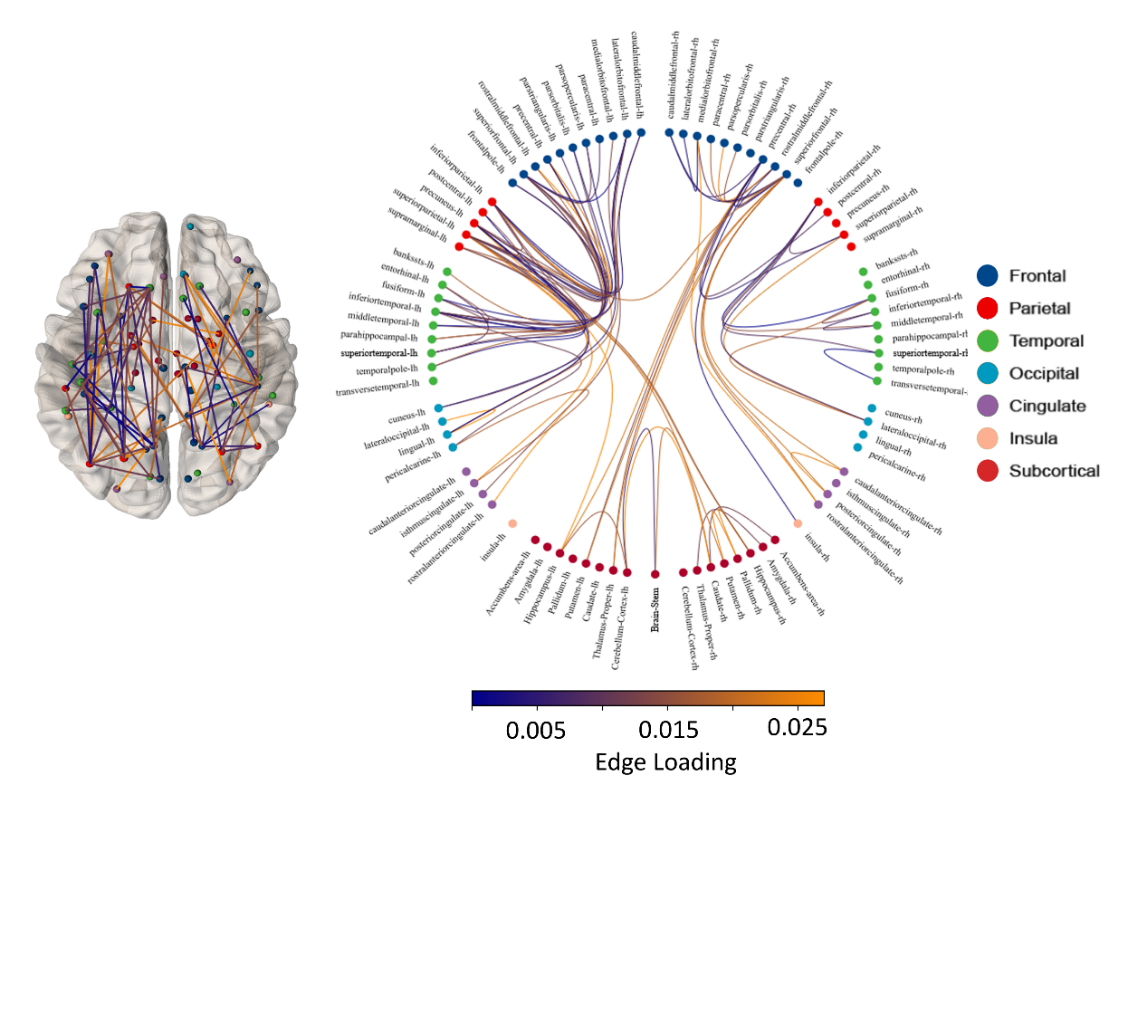 caudalmiddlefrontal-lh
lateralorbitofrontal-lh
medialorbitofrontal-lh
paracentral-lh
parsopercularis-lh
parsorbitalis-lh
parstriangularis-lh
precentral-lh
rostralmiddlefrontal-lh
superiorfrontal-lh
frontalpole-lh
inferiorparietal-lh
postcentral-lh
precuneus-lh
superiorparietal-lh
supramarginal-lh
bankssts-lh
entorhinal-lh
fusiform-lh
inferiortemporal-lh
middletemporal-lh
parahippocampal-lh
superiortemporal-lh
temporalpole-lh
transversetemporal-lh
cuneus-lh
lateraloccipital-lh
lingual-lh
pericalcarine-lh
caudalanteriorcingulate-lh
isthmuscingulate-lh
posteriorcingulate-lh
rostralanteriorcingulate-lh
insula-lh
Accumbens-area-lh
Amygdala-lh
Hippocampus-lh
Pallidum-lh
Putamen-lh
Caudate-lh
Thalamus-Proper-lh
Cerebellum-Cortex-lh
Brain-Stem
caudalmiddlefrontal-rh
lateralorbitofrontal-rh
medialorbitofrontal-rh
paracentral-rh
parsopercularis-rh
parsorbitalis-rh
parstriangularis-rh
precentral-rh
rostralmiddlefrontal-rh
superiorfrontal-rh
frontalpole-rh
inferiorparietal-rh
postcentral-rh
precuneus-rh
superiorparietal-rh
supramarginal-rh
bankssts-rh
entorhinal-rh
fusiform-rh
inferiortemporal-rh
middletemporal-rh
parahippocampal-rh
superiortemporal-rh
temporalpole-rh
transversetemporal-
cuneus-rh
lateraloccipital-rh
lingual-rh
pericalcarine-rh
caudalanteriorcingulate-rh
isthmuscingulate-rh
posteriorcingulate-rh
rostralanteriorcingulate-rh
insula-rh
Accumbens-area-rh
Amygdala-rh
Hippocampus-rh
Pallidum-rh
Putamen-rh
Caudate-rh
Thalamus-Proper-rh
Cerebellum-Cortex-rh
Frontal
Parietal
Temporal
Occipital
Cingulate
Insula
Subcortical
0.005
0.015
0.025
Edge Loading